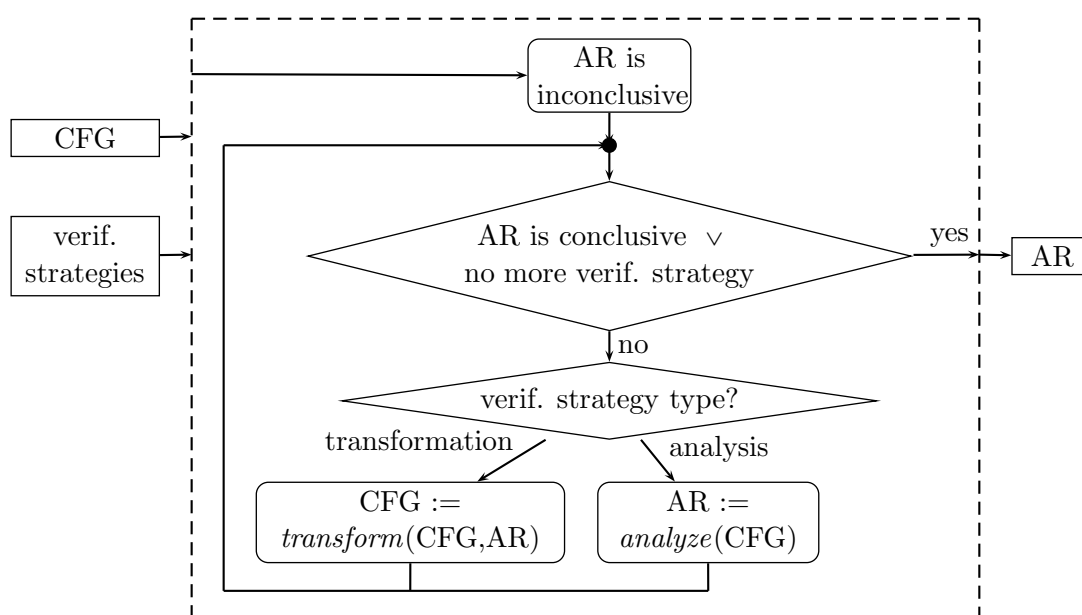 AR is
inconclusive
CFG
verif.
strategies
AR is conclusive ∨
no more verif. strategy
yes
AR
no
verif. strategy type?
transformation
analysis
CFG :=
transform(CFG,AR)
AR :=
analyze(CFG)